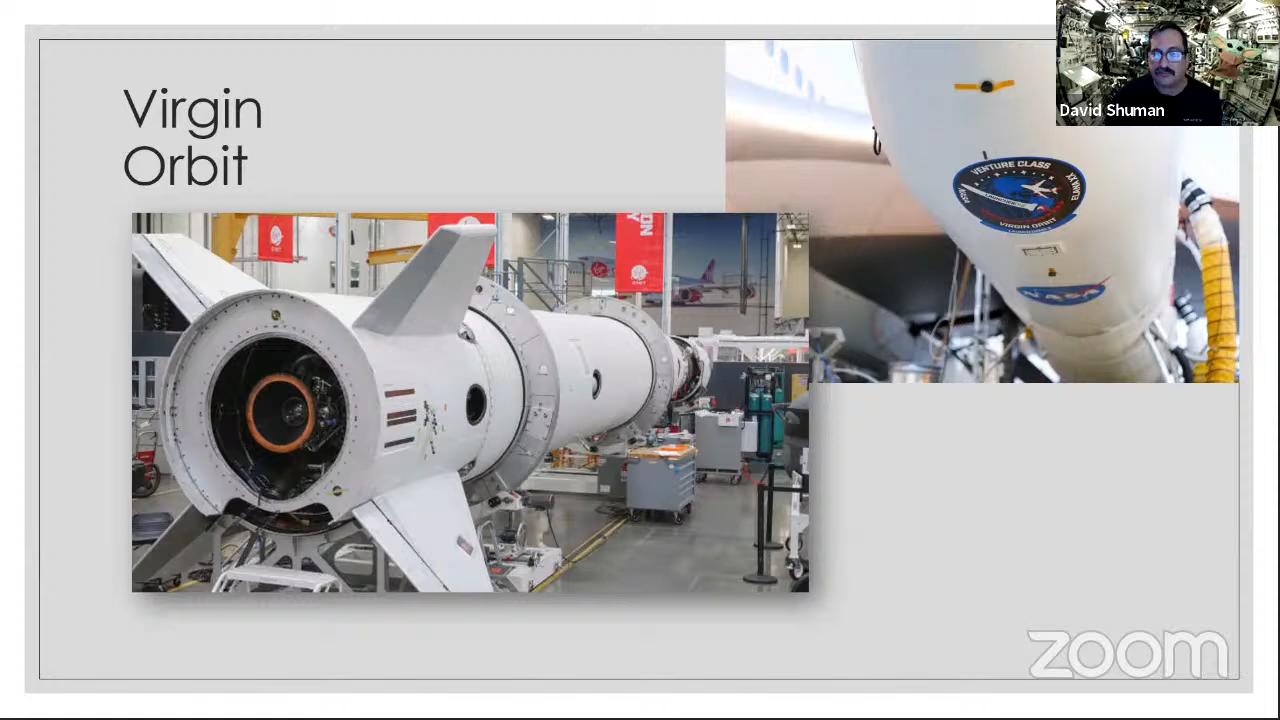 Virgin
Orbit
David Shuman
VENTURE CLASS
VIRGIN ORBIT
NASA
zoom